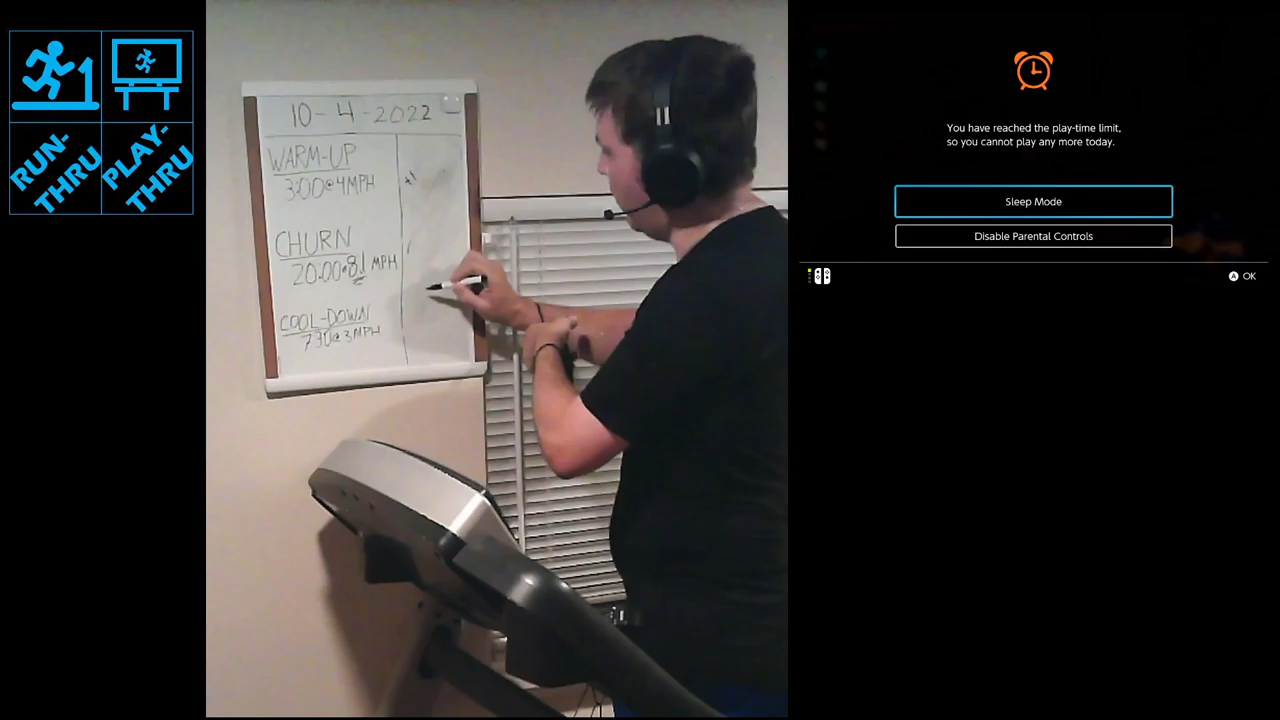 RUN-
THRU
PLAY-
THRU
10-4-2022
WARM-UP
3:00@4MPH
CHURN
20:00@8.1 MPH
COOL-DOWN
7:30@3MPH
You have reached the play-time limit,
so you cannot play any more today.
Sleep Mode
Disable Parental Controls
A OK